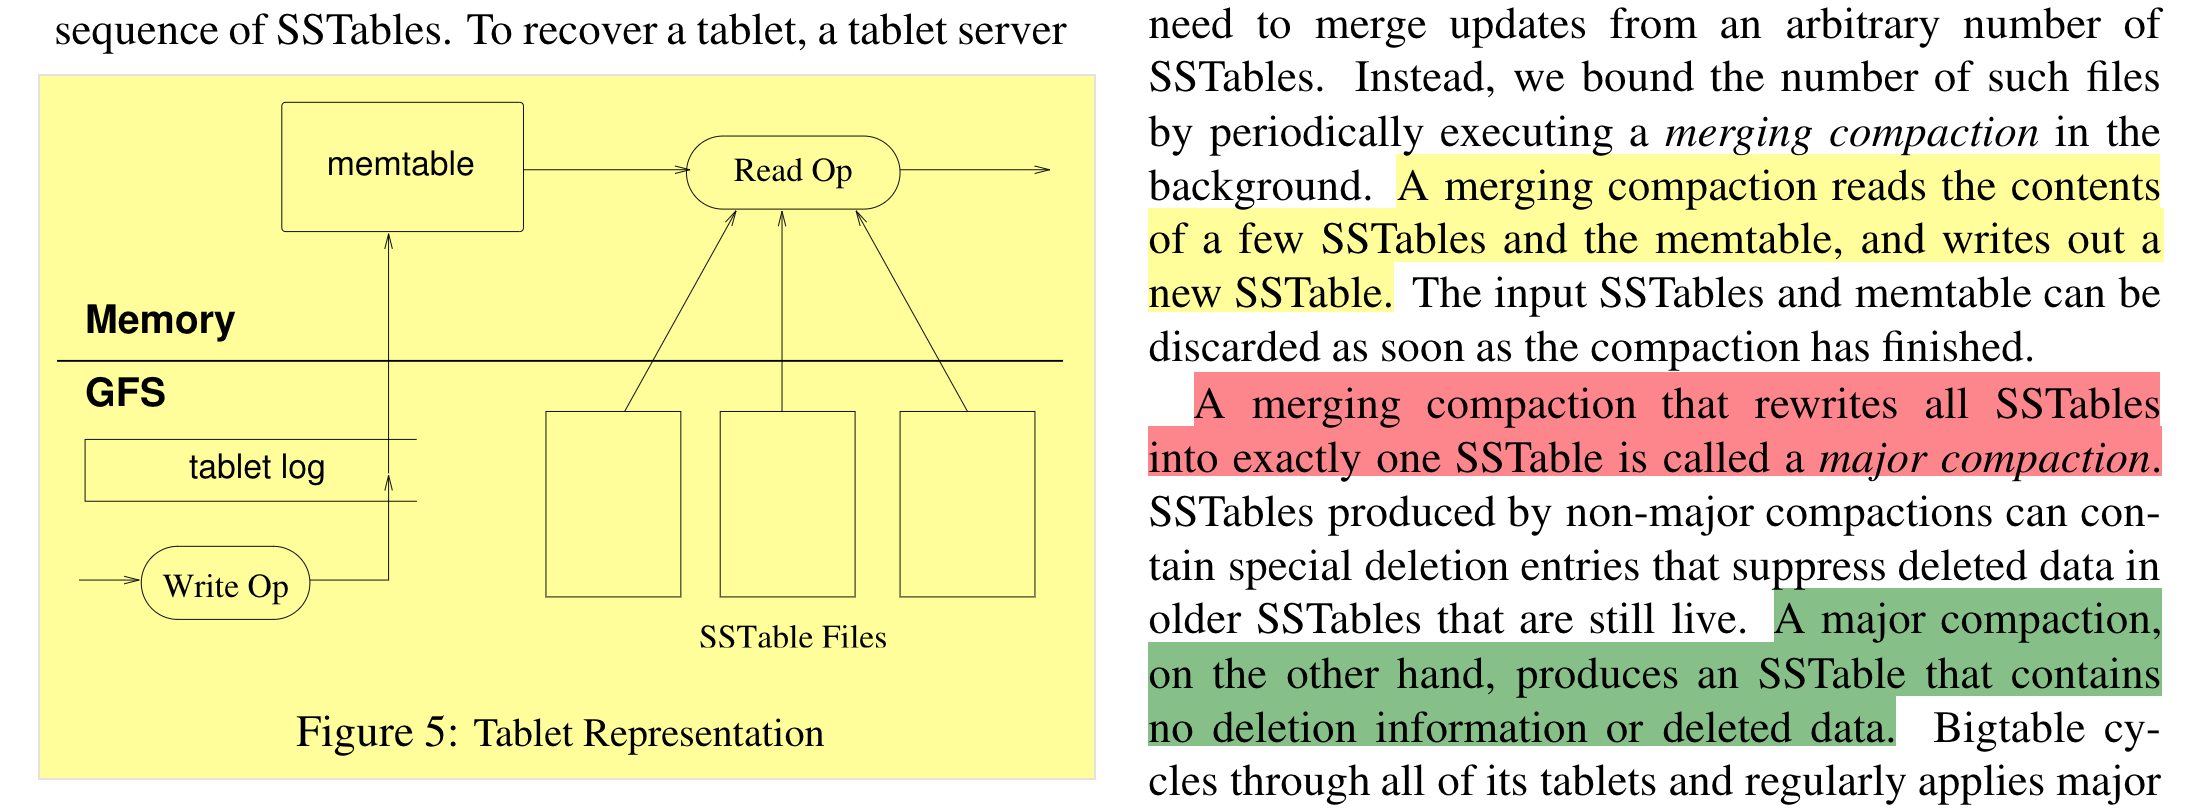 sequence of SSTables. To recover a tablet, a tablet server
memtable
Read Op
Memory
GFS
tablet log
Write Op
SSTable Files
Figure 5: Tablet Representation
need to merge updates from an arbitrary number of
SSTables. Instead, we bound the number of such files
by periodically executing a merging compaction in the
background. A merging compaction reads the contents
of a few SSTables and the memtable, and writes out a
new SSTable. The input SSTables and memtable can be
discarded as soon as the compaction has finished.
A merging compaction that rewrites all SSTables
into exactly one SSTable is called a major compaction.
SSTables produced by non-major compactions can con-
tain special deletion entries that suppress deleted data in
older SSTables that are still live. A major compaction,
on the other hand, produces an SSTable that contains
no deletion information or deleted data. Bigtable cy-
cles through all of its tablets and regularly applies major